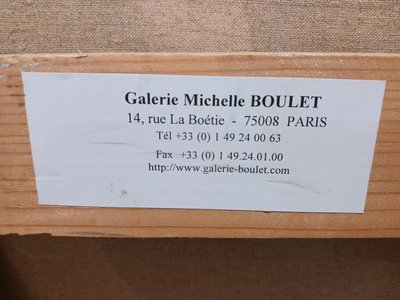 Galerie Michelle BOULET
14, rue La Boétie - 75008 PARIS
Tél +33 (0) 1 49 24 00 63
Fax +33 (0) 1 49.24.01.00
http://www.galerie-boulet.com